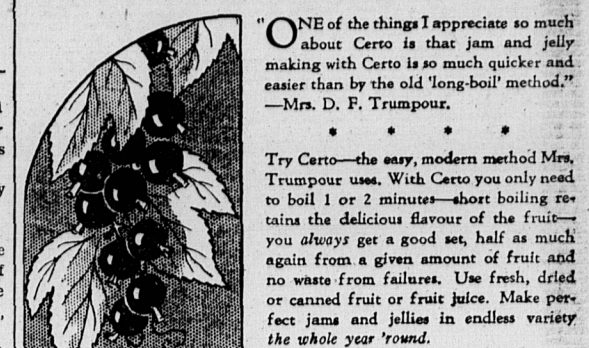 "ONE of the things I appreciate so much
about Certo is that jam and jelly
making with Certo is so much quicker and
easier than by the old 'long-boil' method."
—Mrs. D. F. Trumpour.
* * * *
Try Certo—the easy, modern method Mrs.
Trumpour uses. With Certo you only need
to boil 1 or 2 minutes—short boiling re-
tains the delicious flavour of the fruit—
you always get a good set, half as much
again from a given amount of fruit and
no waste from failures. Use fresh, dried
or canned fruit or fruit juice. Make per-
fect jams and jellies in endless variety
the whole year 'round.